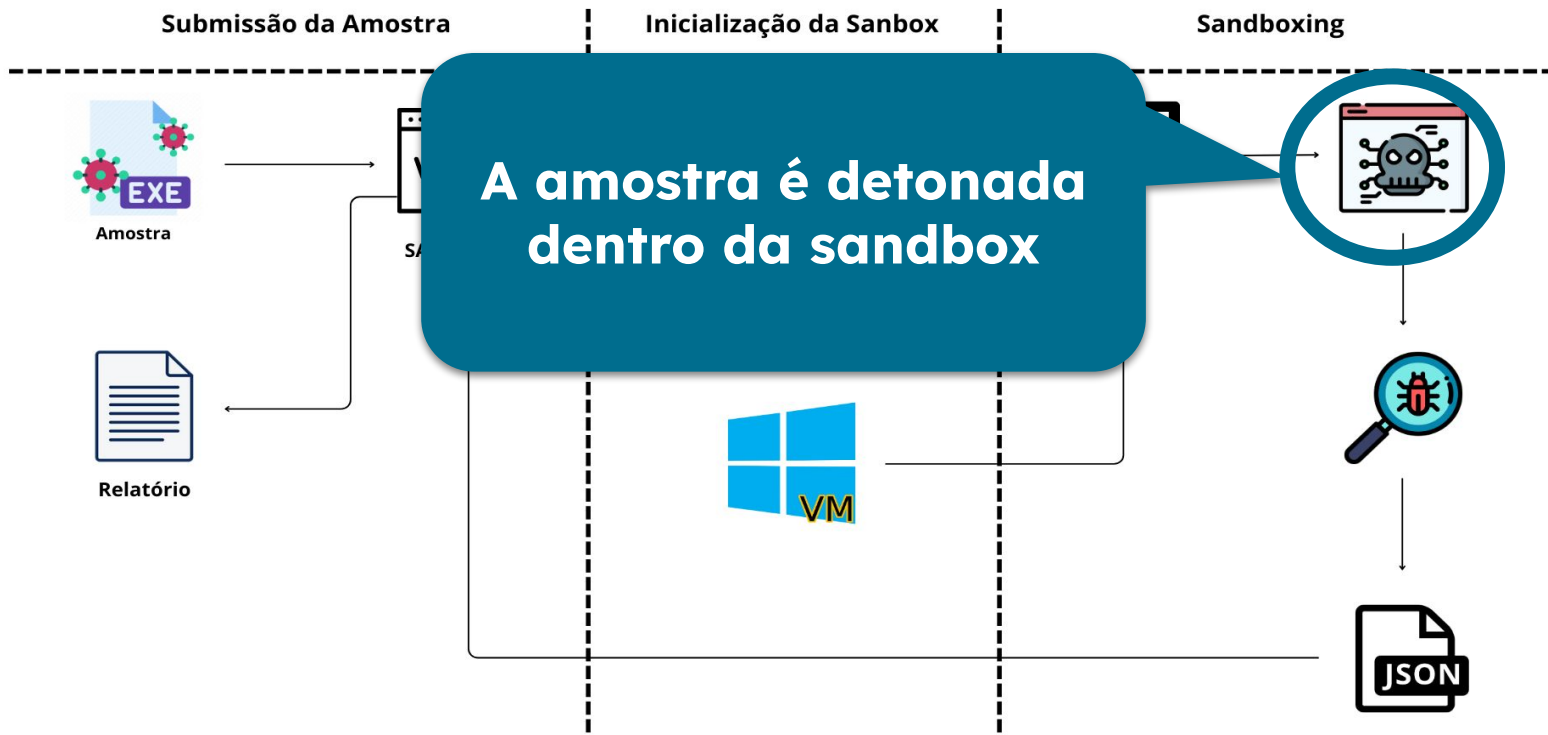 Submissão da Amostra
Inicialização da Sanbox
Sandboxing
EXE
Amostra
A amostra é detonada
dentro da sandbox
Relatório
VM
JSON